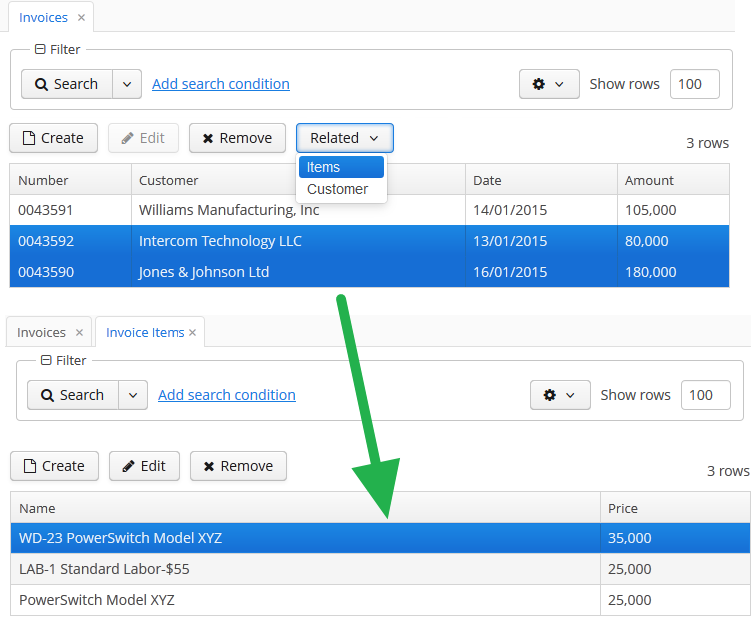 Invoices ×
Filter
Search Add search condition Show rows 100
Create Edit Remove Related 3 rows
Items
Customer
Number Customer Date Amount
0043591 Williams Manufacturing, Inc 14/01/2015 105,000
0043592 Intercom Technology LLC 13/01/2015 80,000
0043590 Jones & Johnson Ltd 16/01/2015 180,000
Invoices × Invoice Items ×
Filter
Search Add search condition Show rows 100
Create Edit Remove 3 rows
Name Price
WD-23 PowerSwitch Model XYZ 35,000
LAB-1 Standard Labor-$55 25,000
PowerSwitch Model XYZ 25,000